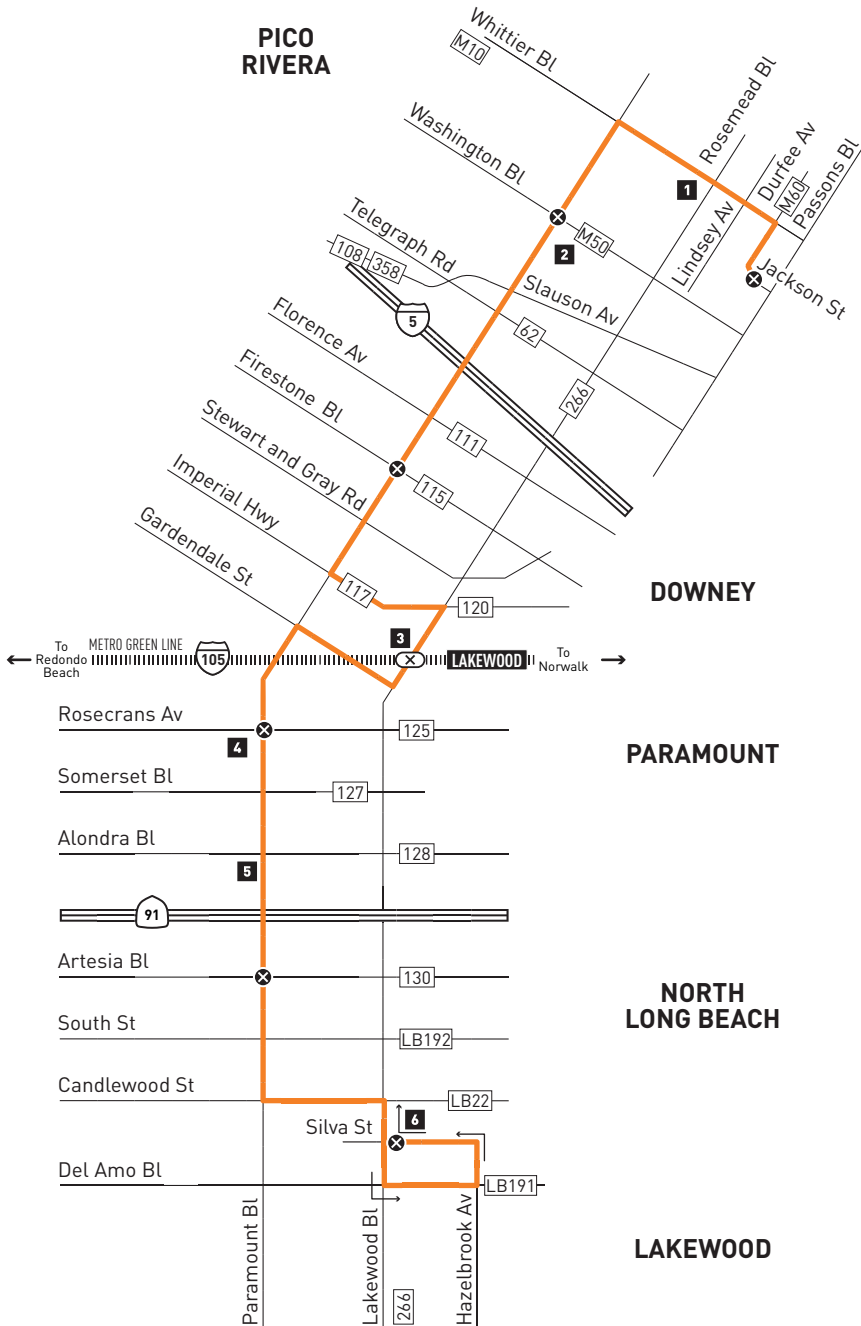 PICO
RIVERA
Whittier Bl
M10
Rosemead Bl
Washington Bl
Durfee Av
M60
Passons Bl
1
Lindsey Av
Telegraph Rd
M50
2
Jackson St
108
358
Slauson Av
5
Florence Av
62
266
Firestone Bl
111
Stewart and Gray Rd
115
Imperial Hwy
Gardendale St
117
120
DOWNEY
3
To
Redondo
Beach
METRO GREEN LINE
105
LAKEWOOD
To
Norwalk
Rosecrans Av
125
4
PARAMOUNT
Somerset Bl
127
Alondra Bl
128
5
91
Artesia Bl
130
NORTH
LONG BEACH
South St
LB192
Candlewood St
LB22
Silva St
6
Del Amo Bl
LB191
Paramount Bl
Lakewood Bl
266
Hazelbrook Av
LAKEWOOD